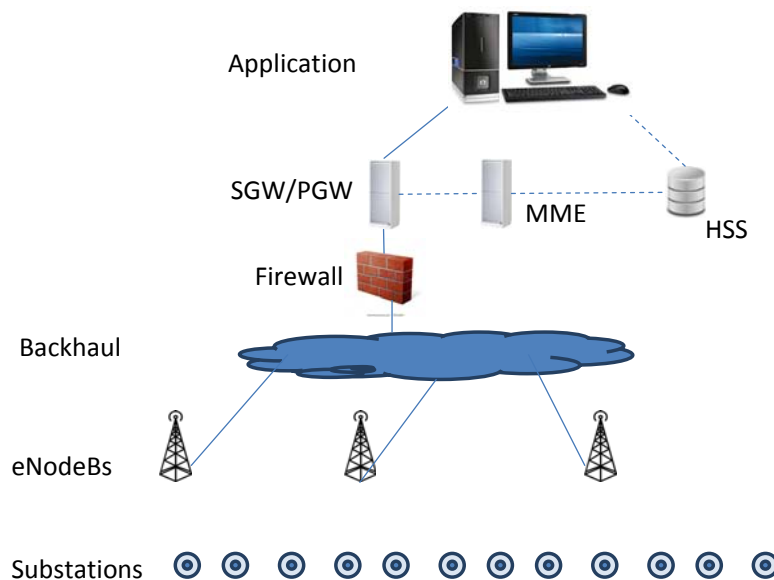 Application
SGW/PGW
MME
HSS
Firewall
Backhaul
eNodeBs
Substations